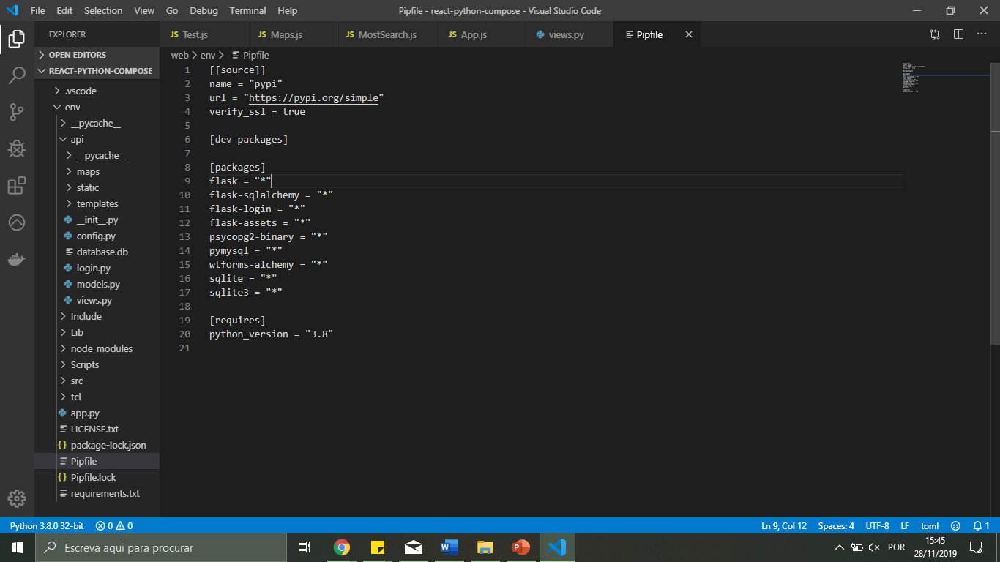 File Edit Selection View Go Debug Terminal Help Pipfile - react-python-compose - Visual Studio Code
EXPLORER
OPEN EDITORS
REACT-PYTHON-COMPOSE
.vscode
env
__pycache__
api
__pycache__
maps
static
templates
__init__.py
config.py
database.db
login.py
models.py
views.py
Include
Lib
node_modules
Scripts
src
tcl
app.py
LICENSE.txt
package-lock.json
Pipfile
Pipfile.lock
requirements.txt
JS Test.js JS Maps.js JS MostSearch.js JS App.js views.py Pipfile
web > env > Pipfile
1 [[source]]
2 name = "pypi"
3 url = "https://pypi.org/simple"
4 verify_ssl = true
5
6 [dev-packages]
7
8 [packages]
9 flask = "*"
10 flask-sqlalchemy = "*"
11 flask-login = "*"
12 flask-assets = "*"
13 psycopg2-binary = "*"
14 pymysql = "*"
15 wtforms-alchemy = "*"
16 sqlite = "*"
17 sqlite3 = "*"
18
19 [requires]
20 python_version = "3.8"
21
Python 3.8.0 32-bit 0 0 Ln 9, Col 12 Spaces: 4 UTF-8 LF toml 1
Escreva aqui para procurar
POR
15:45
28/11/2019